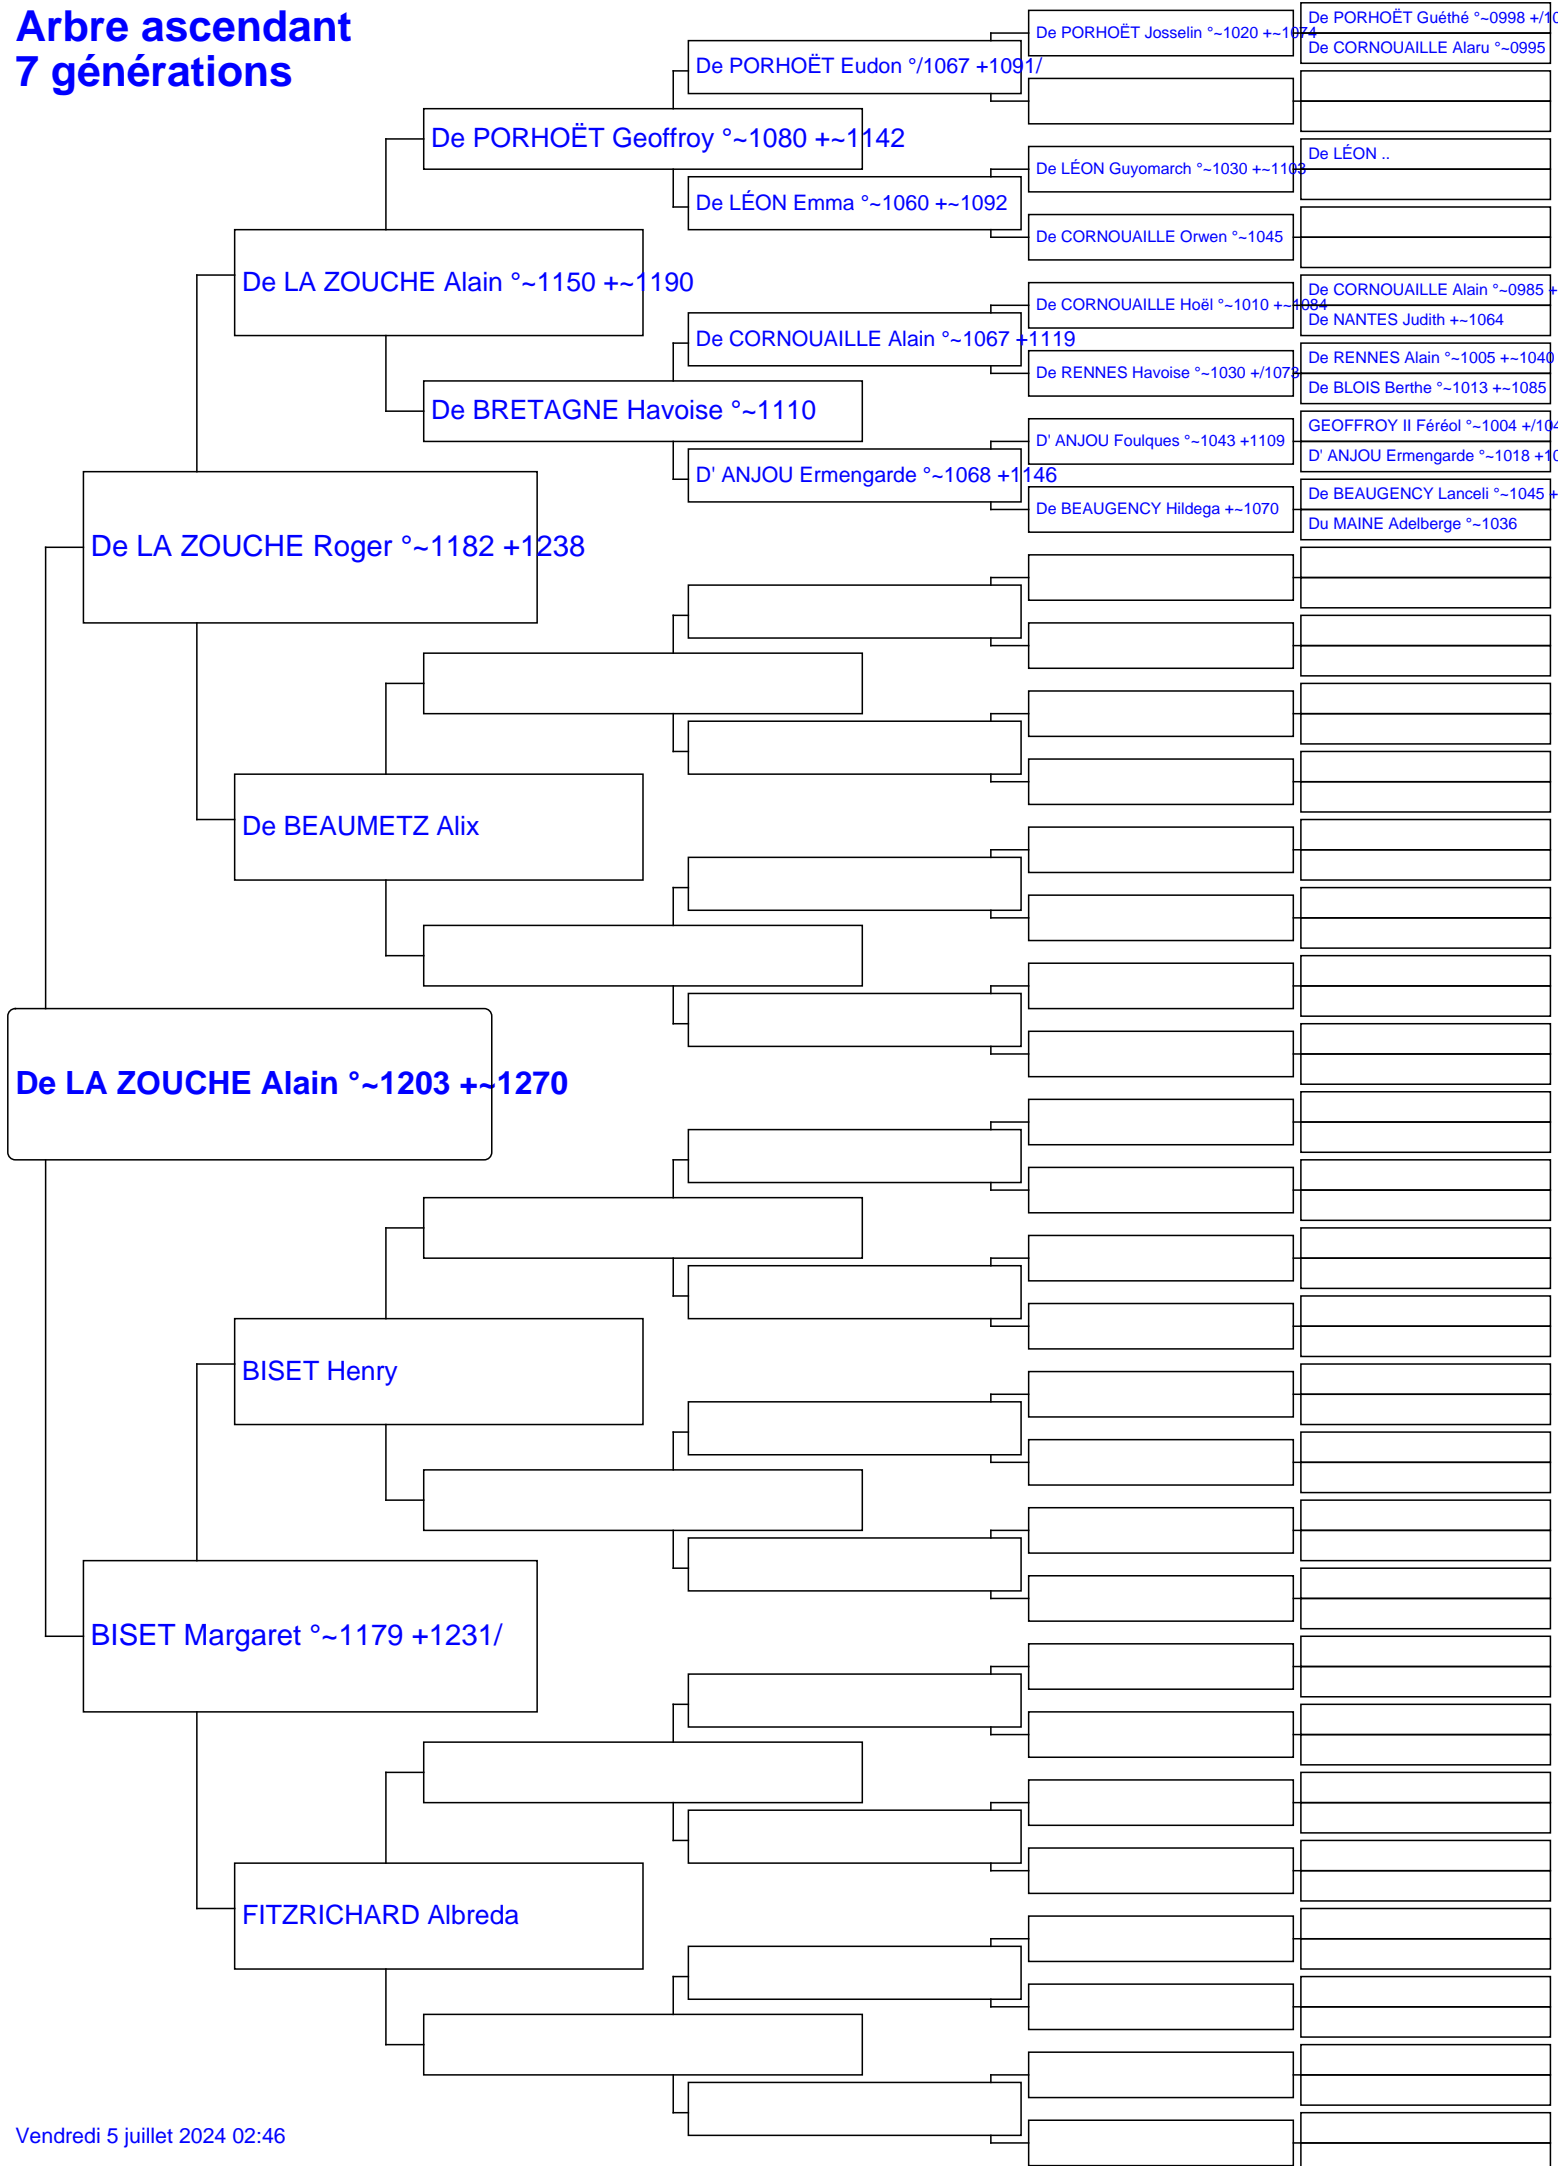 Arbre ascendant
7 générations
De PORHOËT Guéthé °~0998 +/10
De PORHOËT Josselin °~1020 +~1074
De CORNOUAILLE Alaru °~0995
De PORHOËT Eudon °/1067 +1091/
De PORHOËT Geoffroy °~1080 +~1142
De LÉON ..
De LÉON Guyomarch °~1030 +~1103
De LÉON Emma °~1060 +~1092
De CORNOUAILLE Orwen °~1045
De LA ZOUCHE Alain °~1150 +~1190
De CORNOUAILLE Alain °~0985 +
De CORNOUAILLE Hoël °~1010 +~1084
De NANTES Judith +~1064
De CORNOUAILLE Alain °~1067 +1119
De RENNES Alain °~1005 +~1040
De RENNES Havoise °~1030 +/1073
De BLOIS Berthe °~1013 +~1085
De BRETAGNE Havoise °~1110
GEOFFROY II Féréol °~1004 +/104
D' ANJOU Foulques °~1043 +1109
D' ANJOU Ermengarde °~1018 +10
D' ANJOU Ermengarde °~1068 +1146
De BEAUGENCY Lanceli °~1045 +
De BEAUGENCY Hildega +~1070
Du MAINE Adelberge °~1036
De LA ZOUCHE Roger °~1182 +1238
De BEAUMETZ Alix
De LA ZOUCHE Alain °~1203 +~1270
BISET Henry
BISET Margaret °~1179 +1231/
FITZRICHARD Albreda
Vendredi 5 juillet 2024 02:46